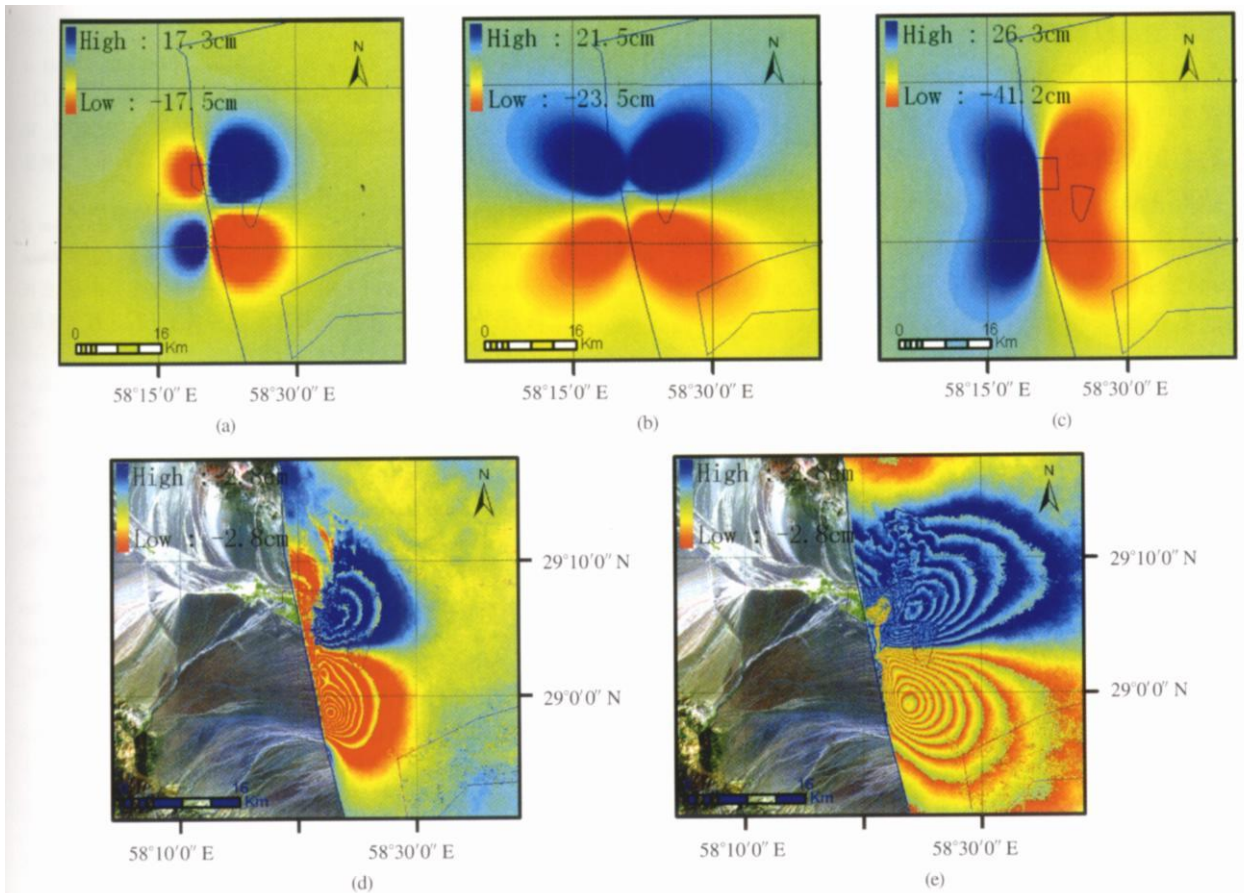 High : 17.3cm
N
Low : -17.5cm
0 16
Km
58°15′0″ E 58°30′0″ E
(a)
High : 21.5cm
N
Low : -23.5cm
0 16
Km
58°15′0″ E 58°30′0″ E
(b)
High : 26.3cm
N
Low : -41.2cm
0 16
Km
58°15′0″ E 58°30′0″ E
(c)
High :
N
Low : -2.8cm
29°10′0″ N
29°0′0″ N
16
Km
58°10′0″ E 58°30′0″ E
(d)
High :
N
Low : -2.8cm
29°10′0″ N
29°0′0″ N
16
Km
58°10′0″ E 58°30′0″ E
(e)